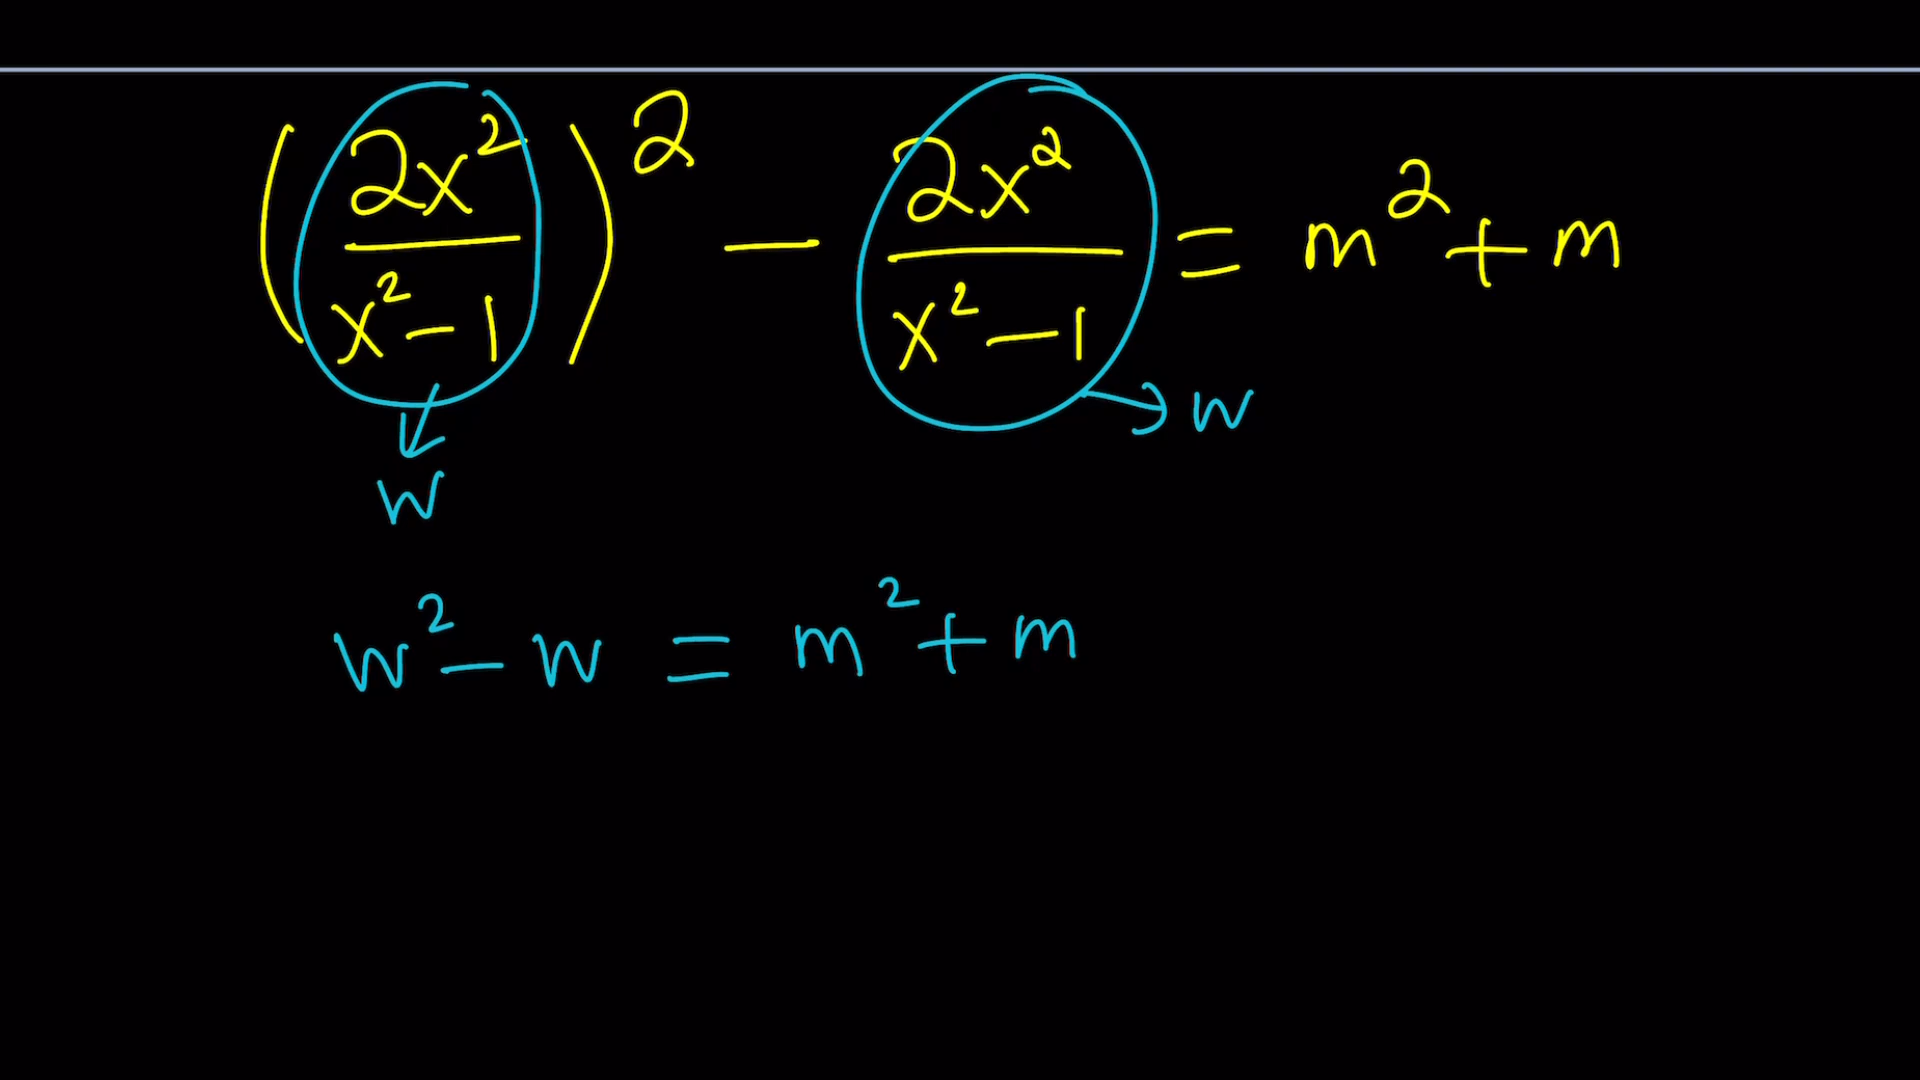 (2x²/(x²-1))² - 2x²/(x²-1) = m² + m
w w
w² - w = m² + m